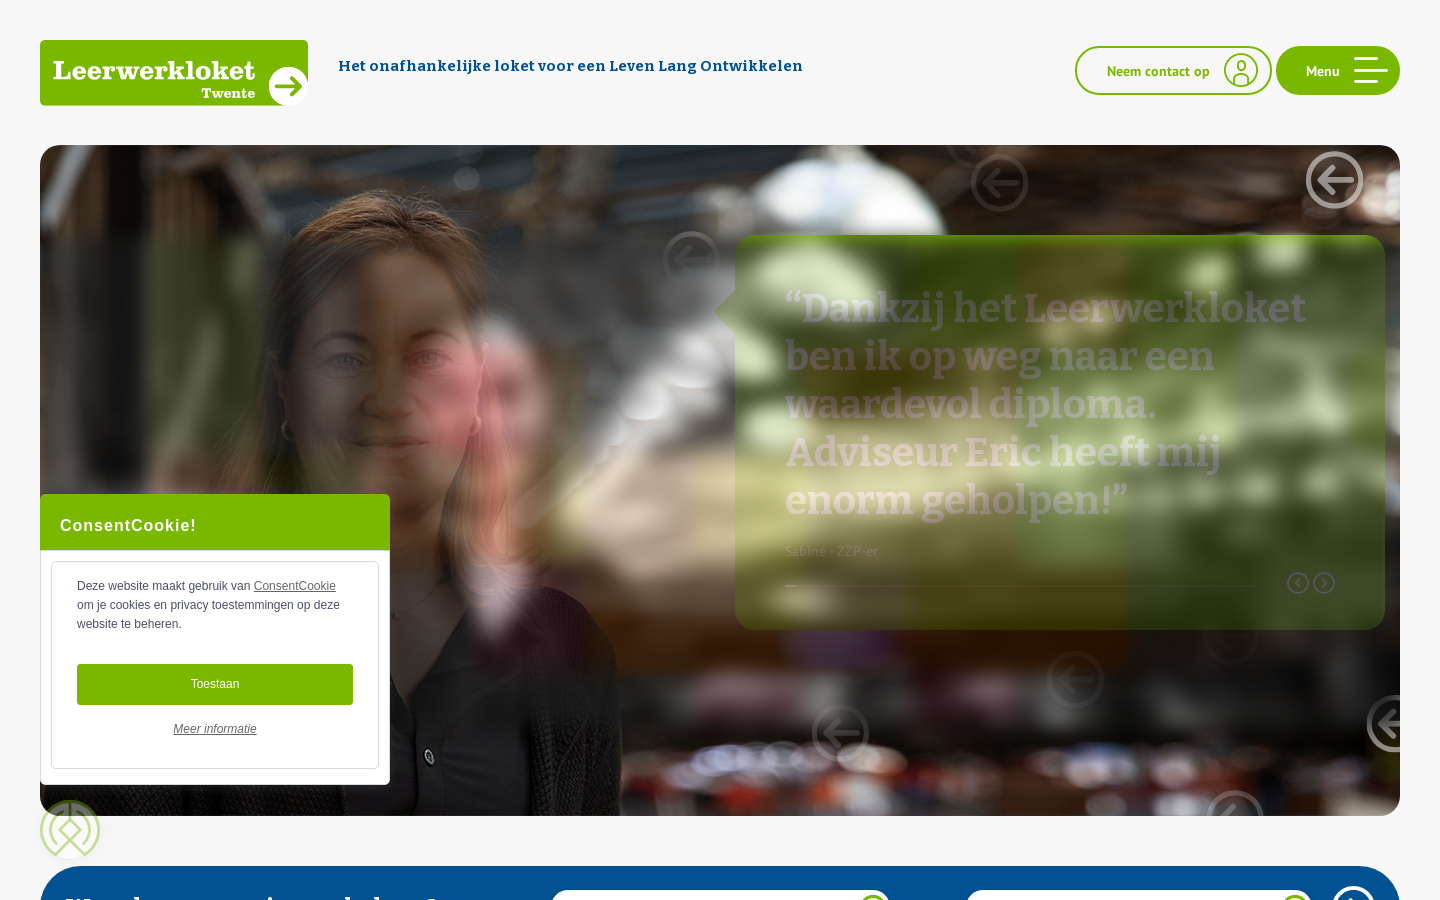 Leerwerkloket
Twente
Het onafhankelijke loket voor een Leven Lang Ontwikkelen
Neem contact op
Menu
“Dankzij het Leerwerkloket
ben ik op weg naar een
waardevol diploma.
Adviseur Eric heeft mij
enorm geholpen!”
Sabine - ZZP-er
ConsentCookie!
Deze website maakt gebruik van ConsentCookie
om je cookies en privacy toestemmingen op deze
website te beheren.
Toestaan
Meer informatie